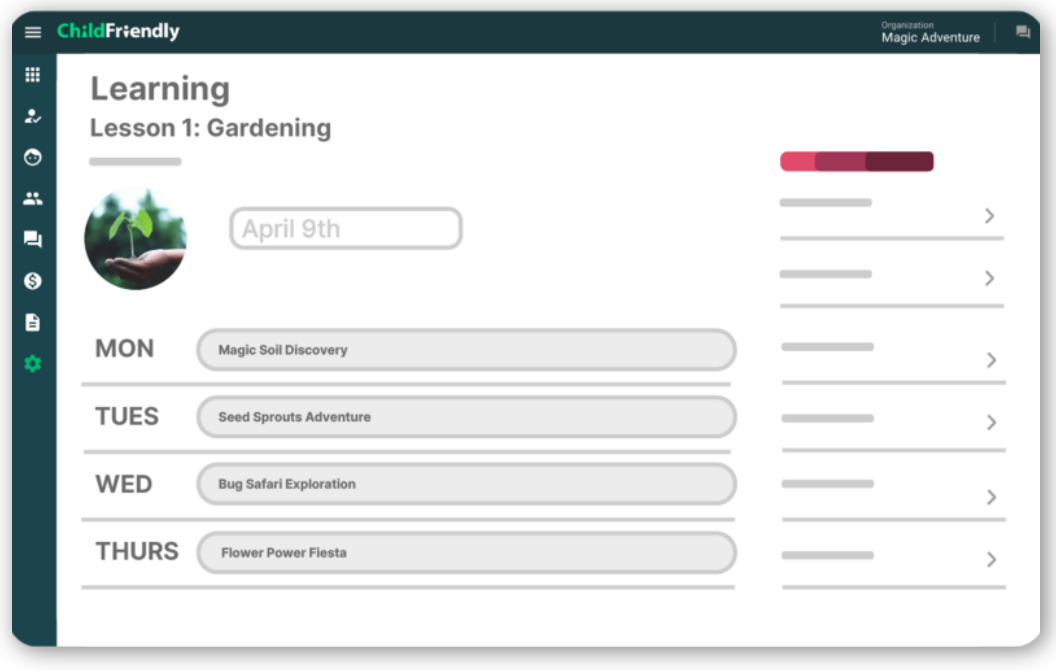 ChildFriendly
Organization
Magic Adventure
Learning
Lesson 1: Gardening
April 9th
MON
Magic Soil Discovery
TUES
Seed Sprouts Adventure
WED
Bug Safari Exploration
THURS
Flower Power Fiesta